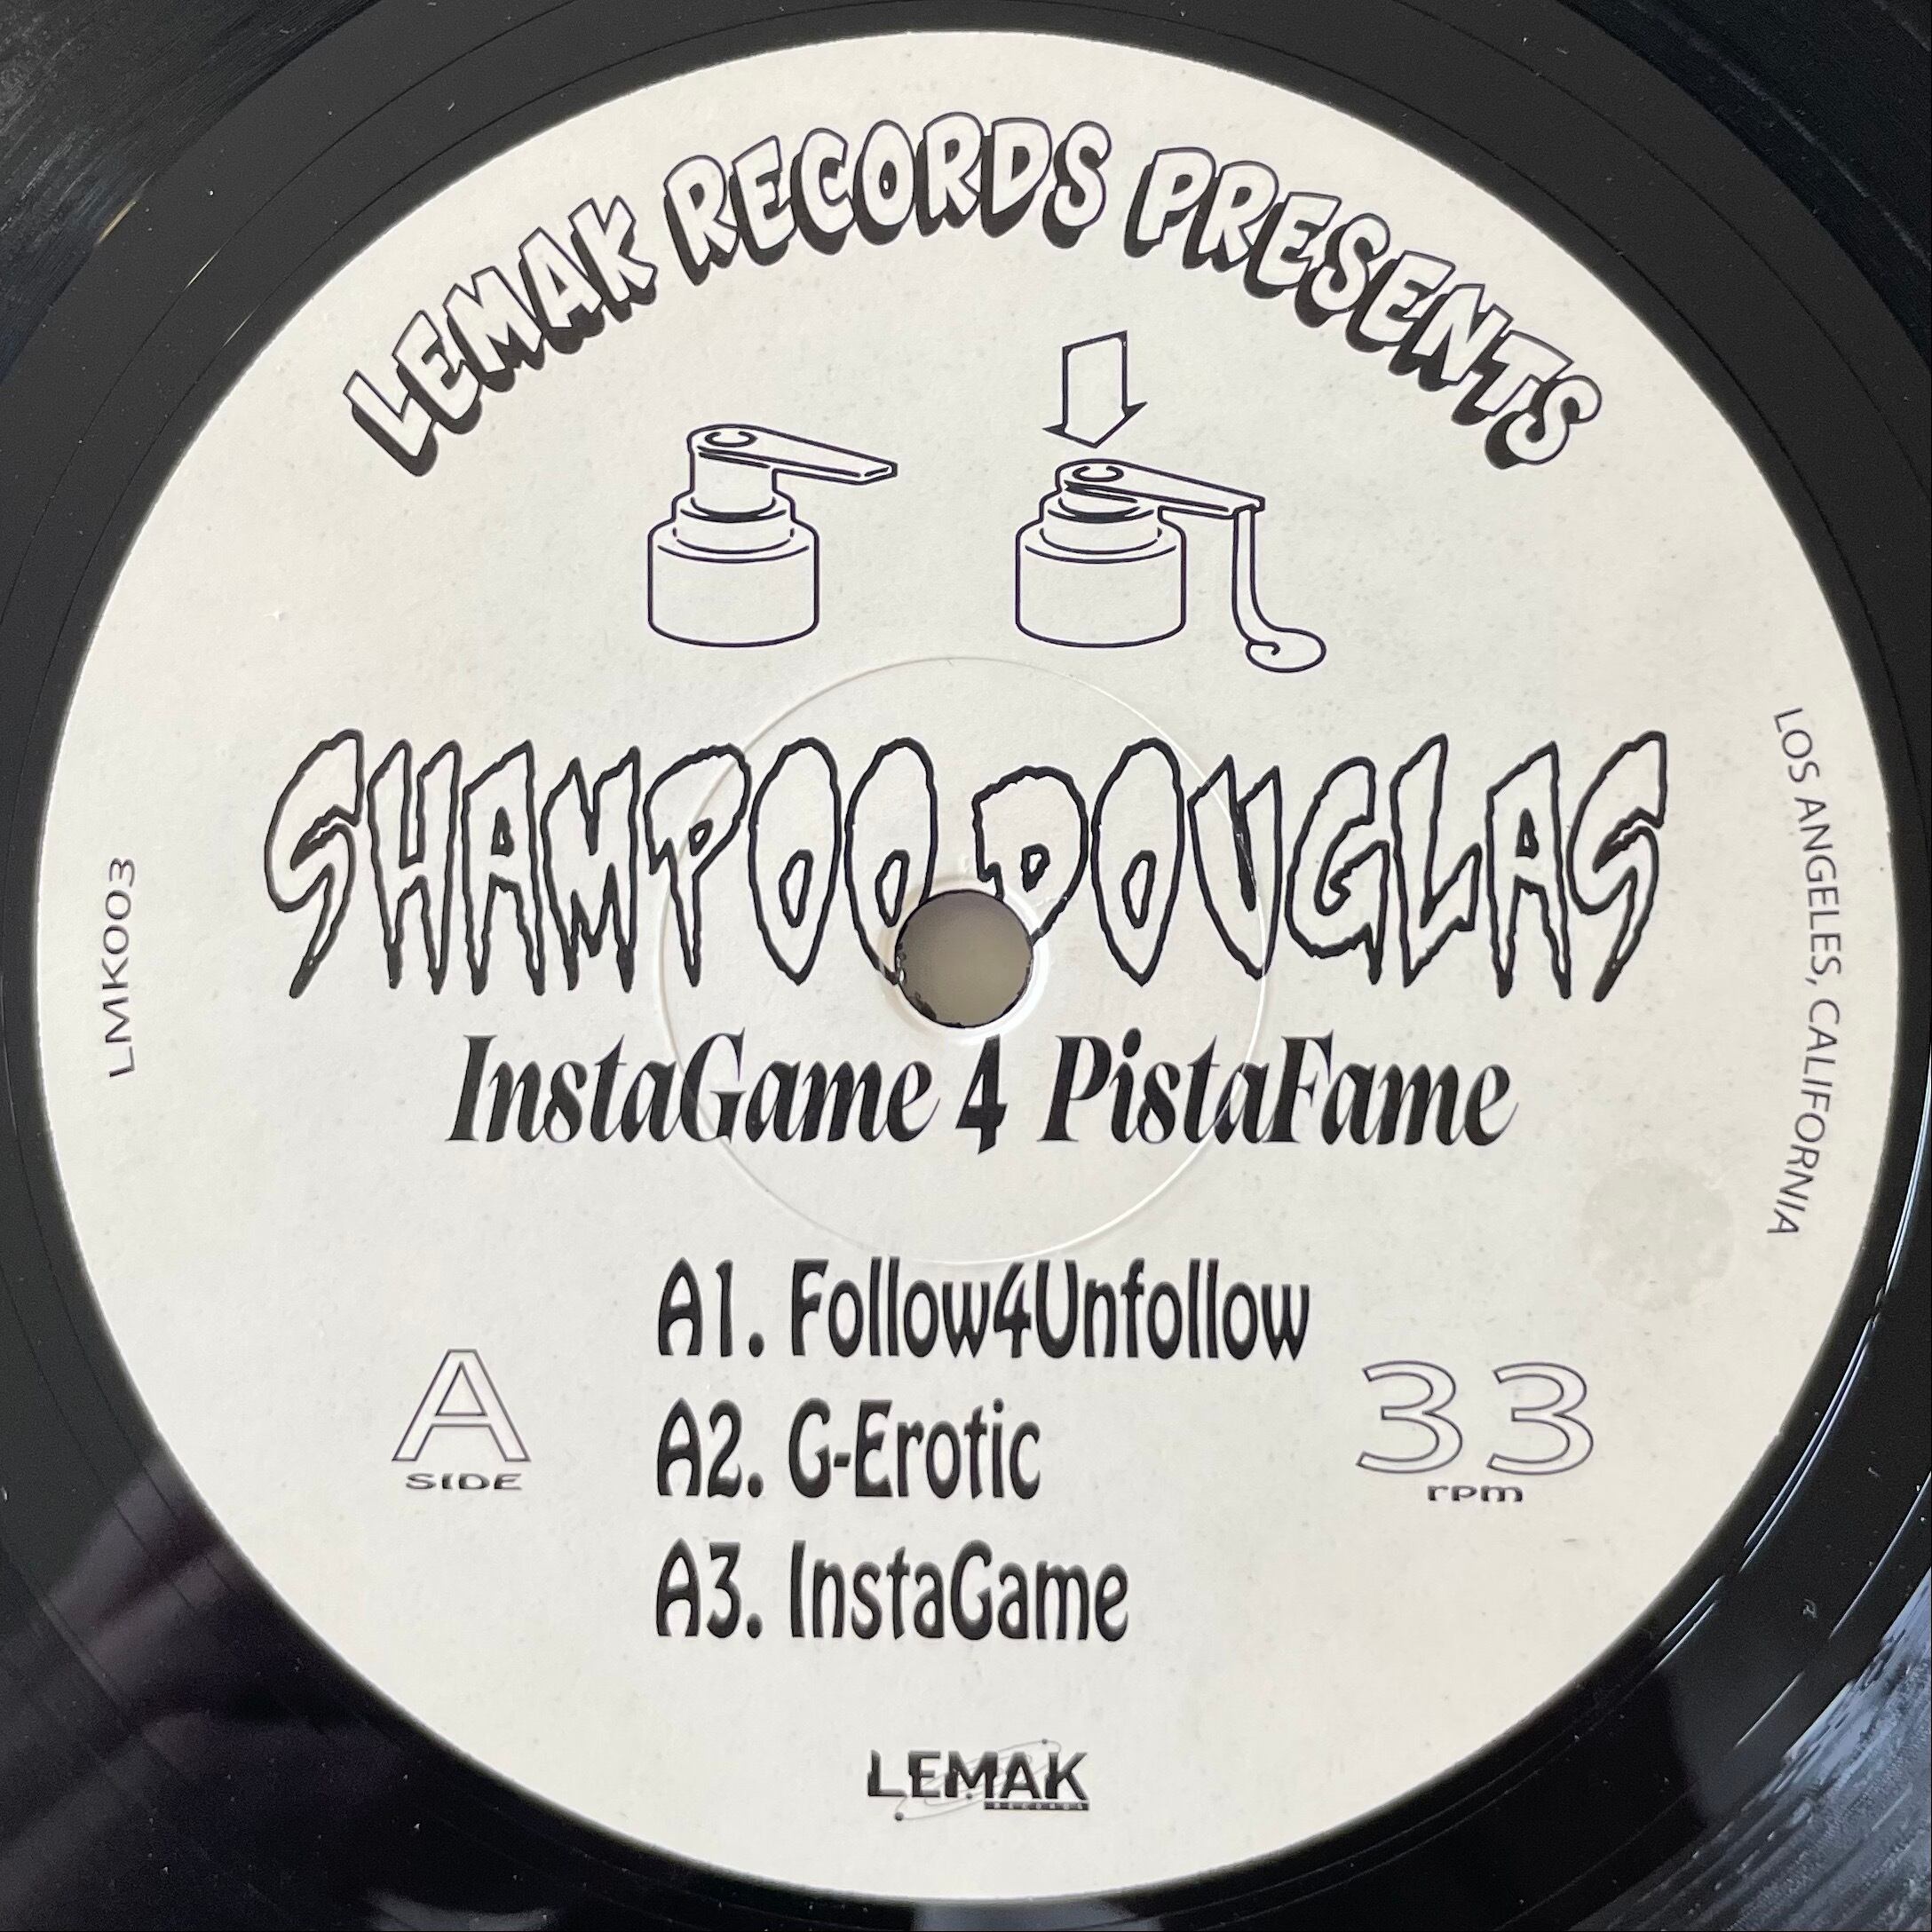 LEMAK RECORDS PRESENTS
SHAMPOO DOUGLAS
InstaGame 4 PistaFame
LMK003
LOS ANGELES, CALIFORNIA
A1. Follow4Unfollow
A2. G-Erotic
A3. InstaGame
A
SIDE
33
rpm
LEMAK
RECORDS